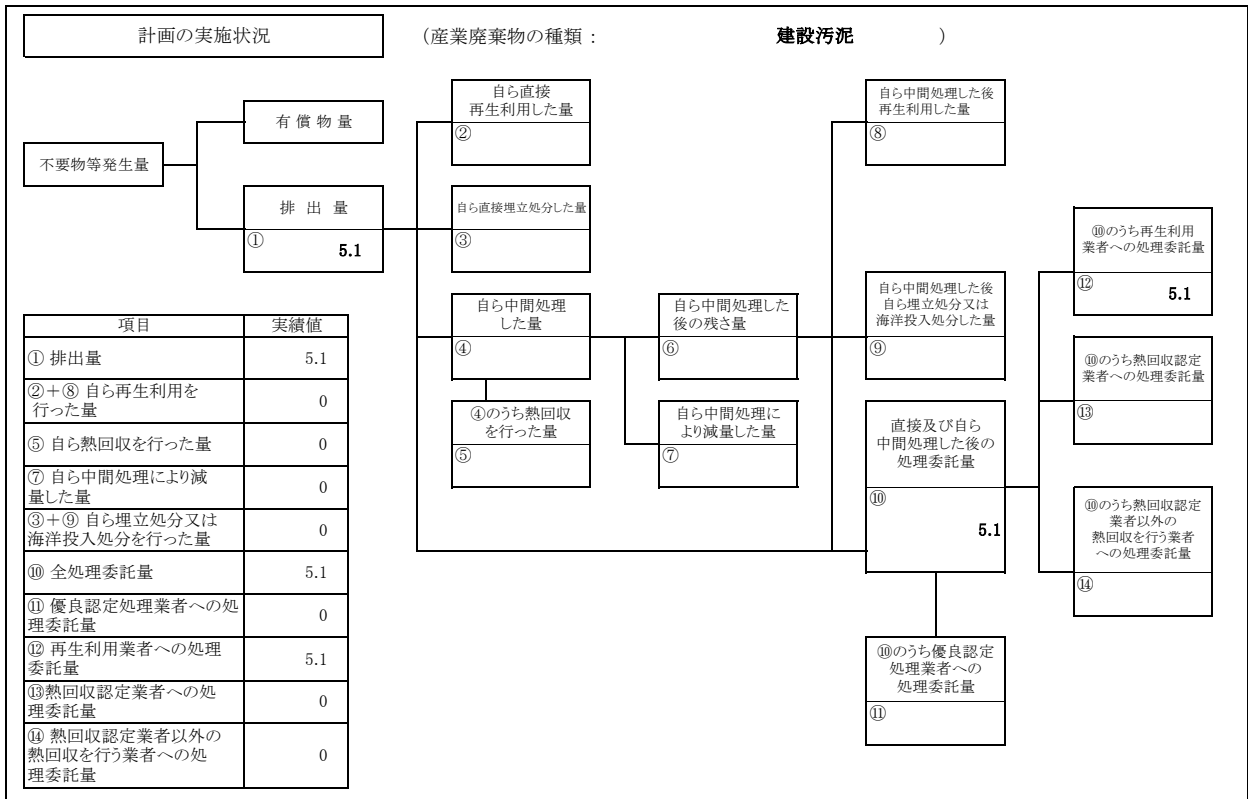 計画の実施状況
(産業廃棄物の種類: 建設汚泥 )
不要物等発生量
有償物量
排出量
① 5.1
自ら直接
再生利用した量
②
自ら直接埋立処分した量
③
自ら中間処理
した量
④
④のうち熱回収
を行った量
⑤
自ら中間処理した
後の残さ量
⑥
自ら中間処理に
より減量した量
⑦
自ら中間処理した後
再生利用した量
⑧
自ら中間処理した後
自ら埋立処分又は
海洋投入処分した量
⑨
直接及び自ら
中間処理した後の
処理委託量
⑩
5.1
⑩のうち優良認定
処理業者への
処理委託量
⑪
⑩のうち再生利用
業者への処理委託量
⑫ 5.1
⑩のうち熱回収認定
業者への処理委託量
⑬
⑩のうち熱回収認定
業者以外の
熱回収を行う業者
への処理委託量
⑭
項目 実績値
① 排出量 5.1
②+⑧ 自ら再生利用を
行った量 0
⑤ 自ら熱回収を行った量 0
⑦ 自ら中間処理により減
量した量 0
③+⑨ 自ら埋立処分又は
海洋投入処分を行った量 0
⑩ 全処理委託量 5.1
⑪ 優良認定処理業者への処
理委託量 0
⑫ 再生利用業者への処理
委託量 5.1
⑬熱回収認定業者への処
理委託量 0
⑭ 熱回収認定業者以外の
熱回収を行う業者への処
理委託量 0